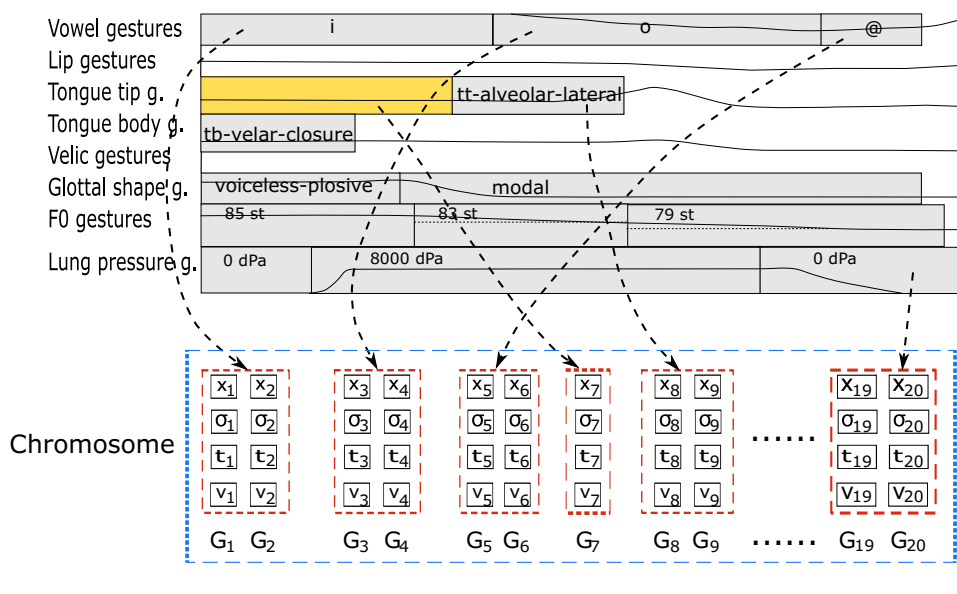 Vowel gestures i o @
Lip gestures
Tongue tip g. tt-alveolar-lateral
Tongue body g. tb-velar-closure
Velic gestures
Glottal shape g. voiceless-plosive modal
F0 gestures 85 st 83 st 79 st
Lung pressure g. 0 dPa 8000 dPa 0 dPa
x₁ x₂ x₃ x₄ x₅ x₆ x₇ x₈ x₉ x₁₉ x₂₀
σ₁ σ₂ σ₃ σ₄ σ₅ σ₆ σ₇ σ₈ σ₉ ...... σ₁₉ σ₂₀
Chromosome
t₁ t₂ t₃ t₄ t₅ t₆ t₇ t₈ t₉ t₁₉ t₂₀
v₁ v₂ v₃ v₄ v₅ v₆ v₇ v₈ v₉ v₁₉ v₂₀
G₁ G₂ G₃ G₄ G₅ G₆ G₇ G₈ G₉ ...... G₁₉ G₂₀